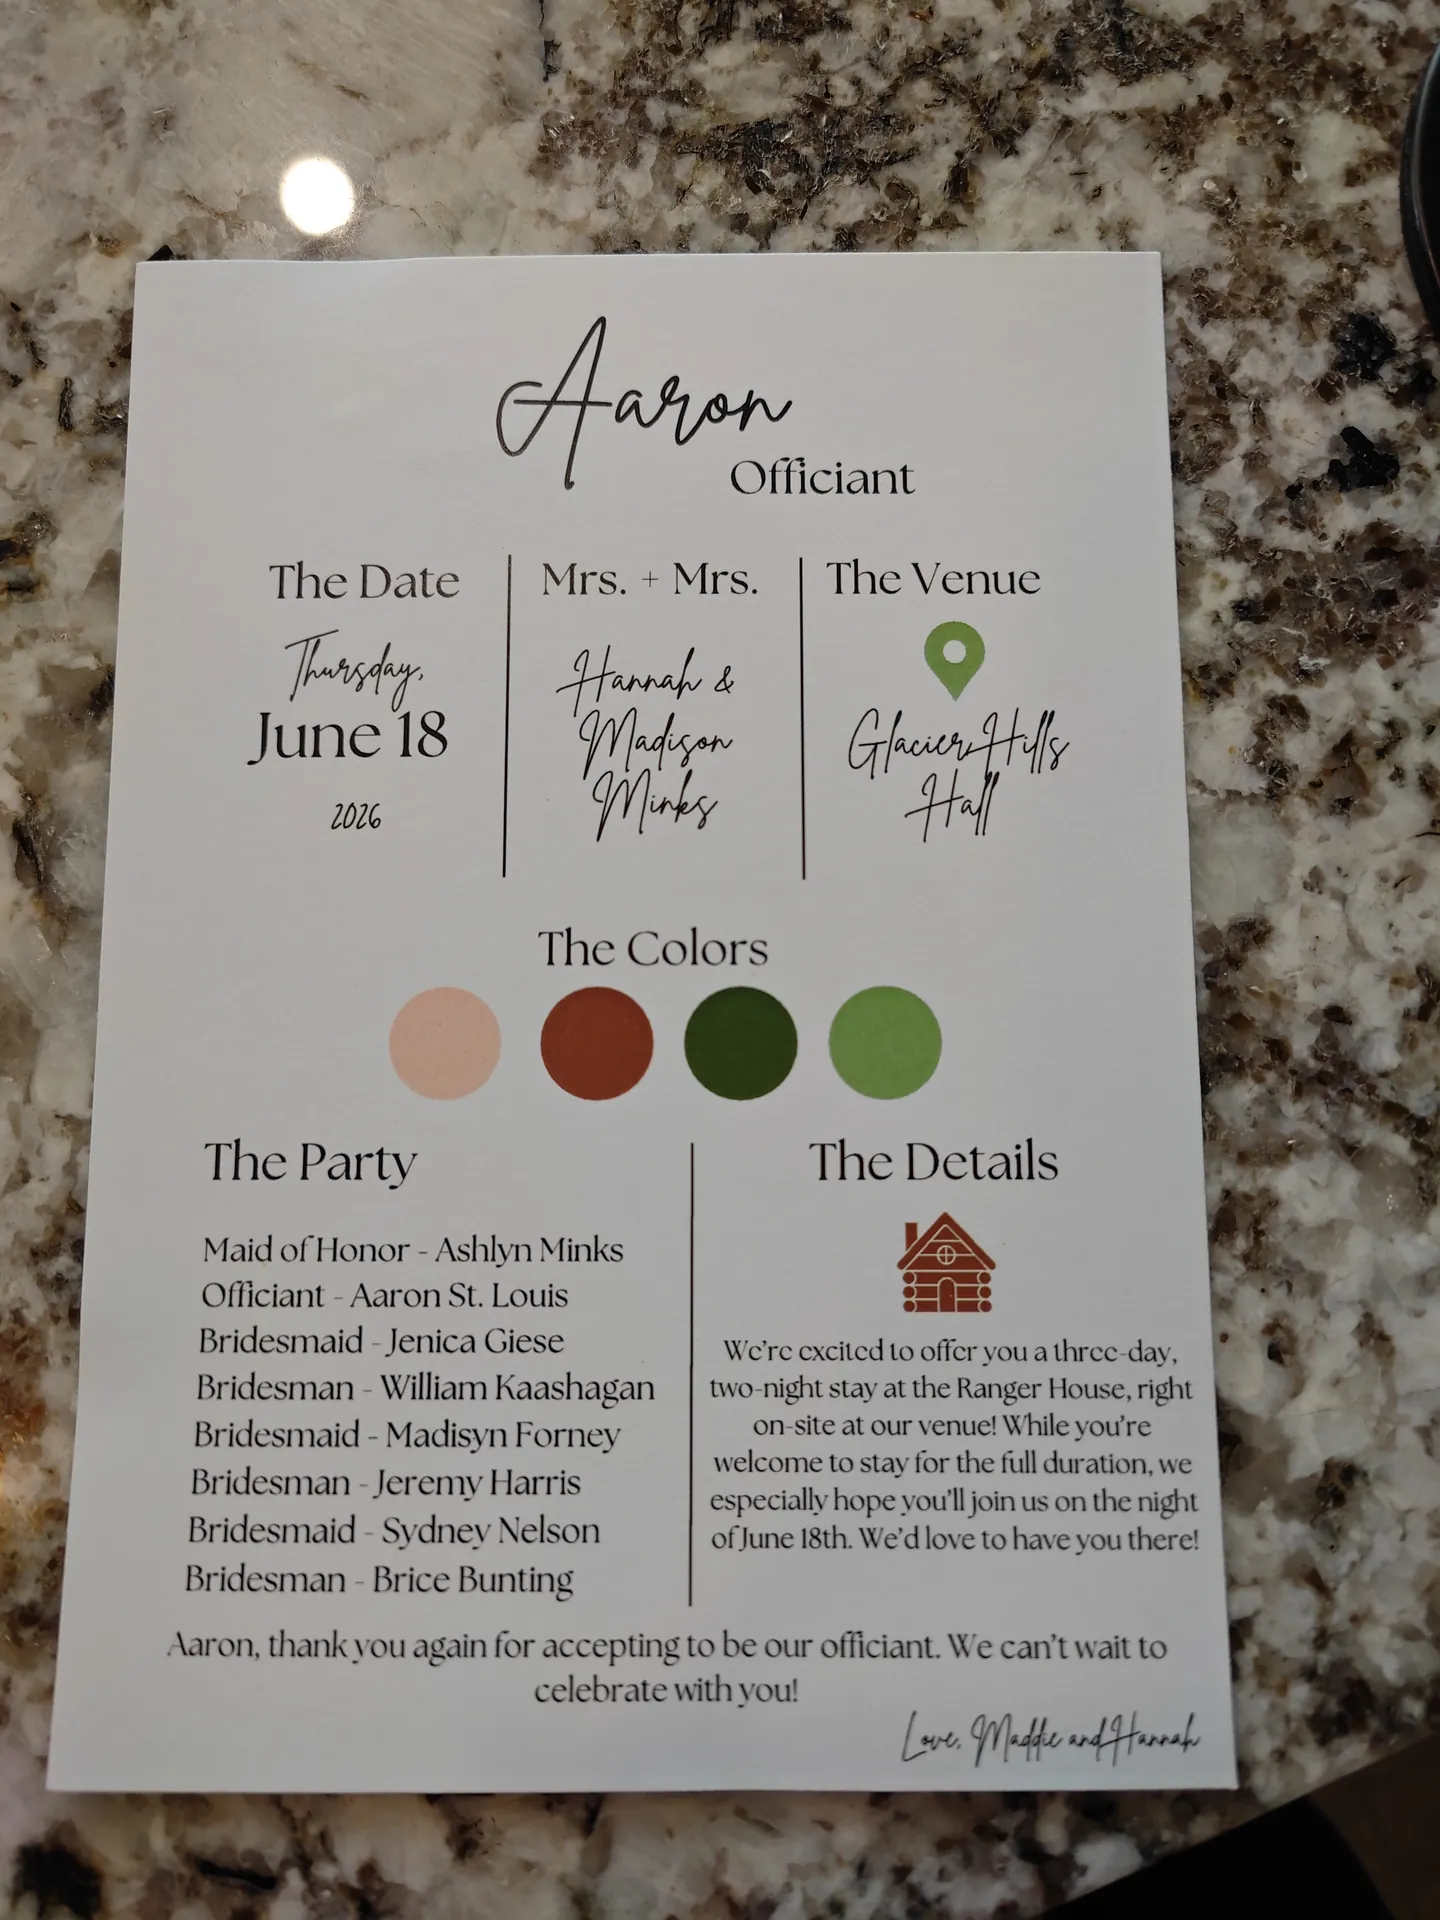 Aaron
Officiant
The Date
Thursday,
June 18
2026
Mrs. + Mrs.
Hannah &
Madison
Minks
The Venue
Glacier Hills
Hall
The Colors
The Party
Maid of Honor - Ashlyn Minks
Officiant - Aaron St. Louis
Bridesmaid - Jenica Giese
Bridesman - William Kaashagan
Bridesmaid - Madisyn Forney
Bridesman - Jeremy Harris
Bridesmaid - Sydney Nelson
Bridesman - Brice Bunting
The Details
We're excited to offer you a three-day,
two-night stay at the Ranger House, right
on-site at our venue! While you're
welcome to stay for the full duration, we
especially hope you'll join us on the night
of June 18th. We'd love to have you there!
Aaron, thank you again for accepting to be our officiant. We can't wait to
celebrate with you!
Love, Maddie and Hannah